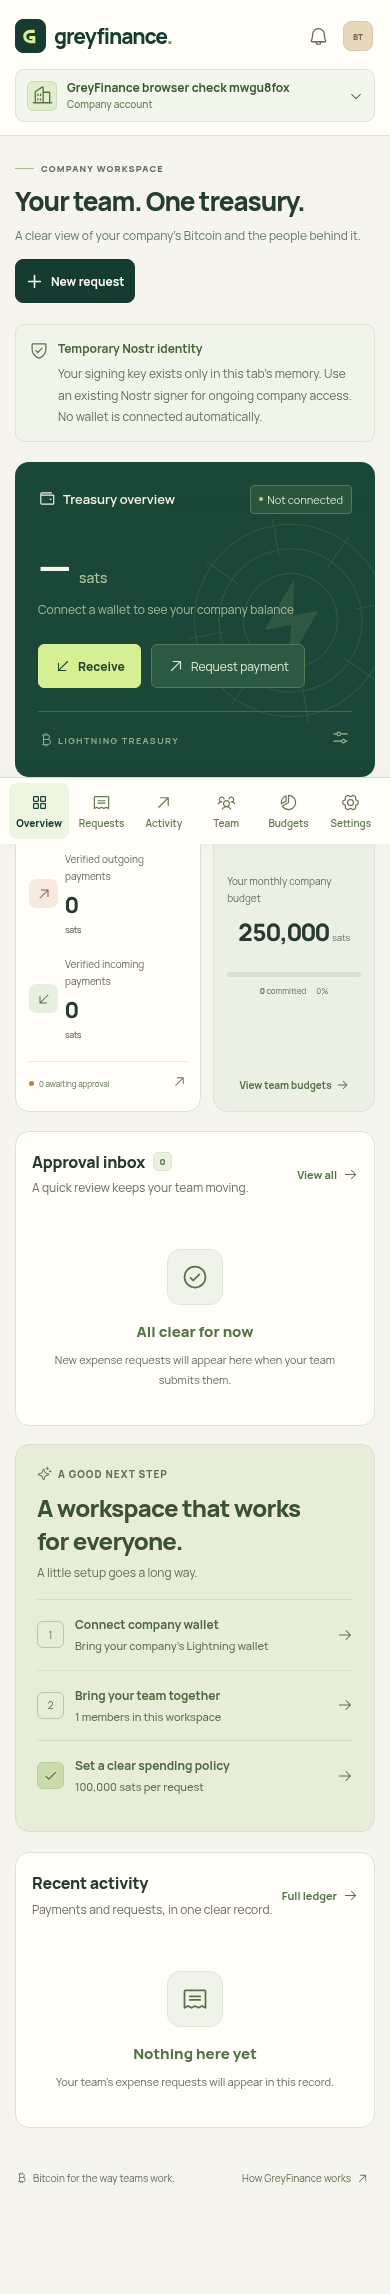 G greyfinance.
BT
GreyFinance browser check mwgu8fox
Company account
COMPANY WORKSPACE
Your team. One treasury.
A clear view of your company's Bitcoin and the people behind it.
New request
Temporary Nostr identity
Your signing key exists only in this tab's memory. Use
an existing Nostr signer for ongoing company access.
No wallet is connected automatically.
Treasury overview
Not connected
— sats
Connect a wallet to see your company balance
Receive
Request payment
LIGHTNING TREASURY
Overview
Requests
Activity
Team
Budgets
Settings
Verified outgoing
payments
0
sats
Verified incoming
payments
0
sats
0 awaiting approval
Your monthly company
budget
250,000 sats
0 committed 0%
View team budgets
Approval inbox 0
A quick review keeps your team moving.
View all
All clear for now
New expense requests will appear here when your team
submits them.
A GOOD NEXT STEP
A workspace that works
for everyone.
A little setup goes a long way.
1
Connect company wallet
Bring your company's Lightning wallet
2
Bring your team together
1 members in this workspace
Set a clear spending policy
100,000 sats per request
Recent activity
Payments and requests, in one clear record.
Full ledger
Nothing here yet
Your team's expense requests will appear in this record.
Bitcoin for the way teams work.
How GreyFinance works